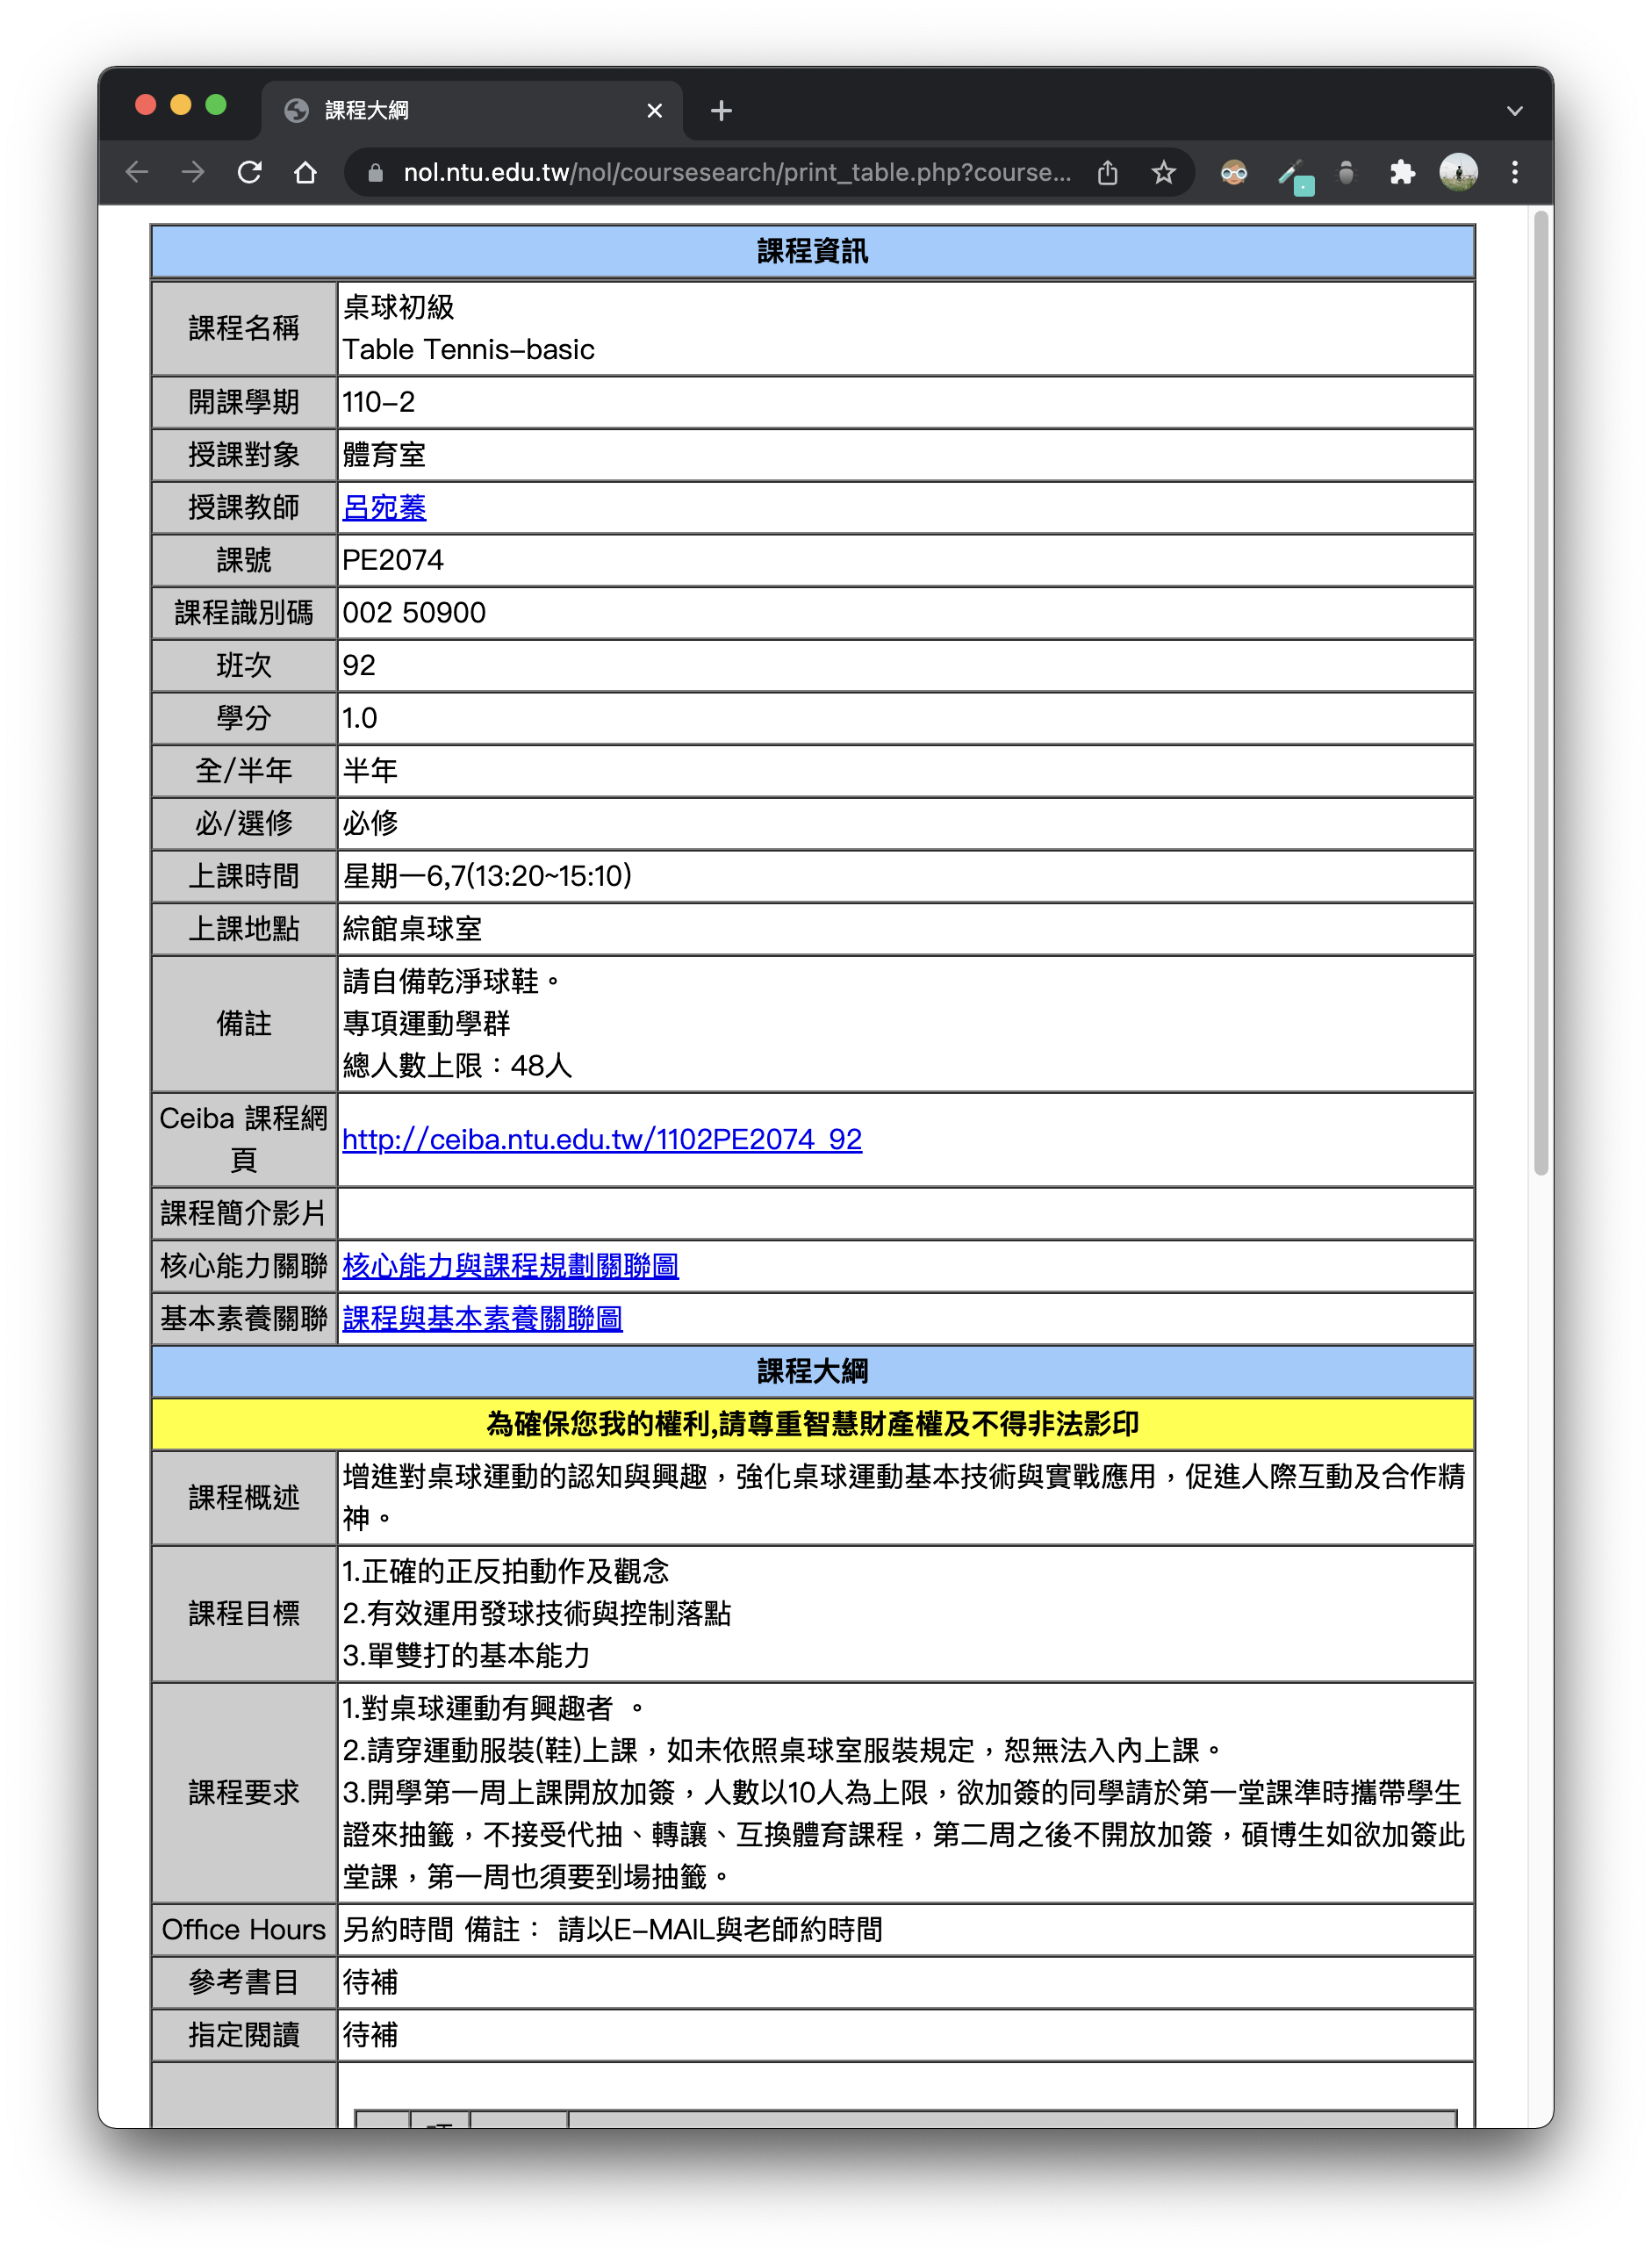 課程大綱
nol.ntu.edu.tw/nol/coursesearch/print_table.php?course...
課程資訊
課程名稱
桌球初級
Table Tennis-basic
開課學期
110-2
授課對象
體育室
授課教師
呂宛蓁
課號
PE2074
課程識別碼
002 50900
班次
92
學分
1.0
全/半年
半年
必/選修
必修
上課時間
星期一6,7(13:20~15:10)
上課地點
綜館桌球室
備註
請自備乾淨球鞋。
專項運動學群
總人數上限：48人
Ceiba 課程網
頁
http://ceiba.ntu.edu.tw/1102PE2074_92
課程簡介影片
核心能力關聯
核心能力與課程規劃關聯圖
基本素養關聯
課程與基本素養關聯圖
課程大綱
為確保您我的權利,請尊重智慧財產權及不得非法影印
課程概述
增進對桌球運動的認知與興趣，強化桌球運動基本技術與實戰應用，促進人際互動及合作精
神。
課程目標
1.正確的正反拍動作及觀念
2.有效運用發球技術與控制落點
3.單雙打的基本能力
課程要求
1.對桌球運動有興趣者 。
2.請穿運動服裝(鞋)上課，如未依照桌球室服裝規定，恕無法入內上課。
3.開學第一周上課開放加簽，人數以10人為上限，欲加簽的同學請於第一堂課準時攜帶學生
證來抽籤，不接受代抽、轉讓、互換體育課程，第二周之後不開放加簽，碩博生如欲加簽此
堂課，第一周也須要到場抽籤。
Office Hours
另約時間 備註： 請以E-MAIL與老師約時間
參考書目
待補
指定閱讀
待補